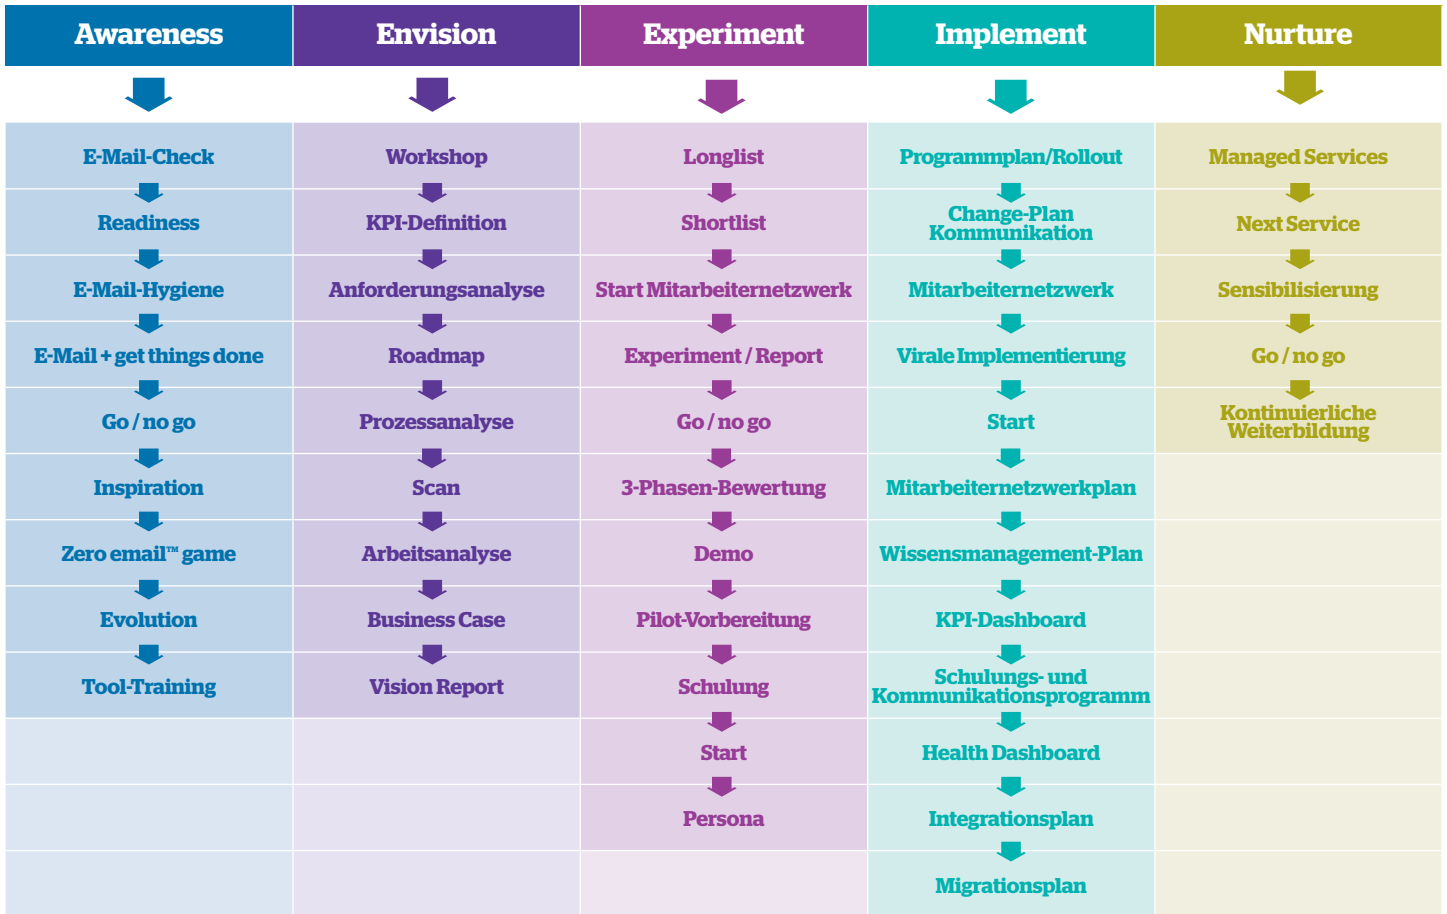 Awareness
Envision
Experiment
Implement
Nurture
E-Mail-Check
Workshop
Longlist
Programmplan/Rollout
Managed Services
Readiness
KPI-Definition
Shortlist
Change-Plan
Kommunikation
Next Service
E-Mail-Hygiene
Anforderungsanalyse
Start Mitarbeiternetzwerk
Mitarbeiternetzwerk
Sensibilisierung
E-Mail + get things done
Roadmap
Experiment / Report
Virale Implementierung
Go / no go
Go / no go
Prozessanalyse
Go / no go
Start
Kontinuierliche
Weiterbildung
Inspiration
Scan
3-Phasen-Bewertung
Mitarbeiternetzwerkplan
Zero email™ game
Arbeitsanalyse
Demo
Wissensmanagement-Plan
Evolution
Business Case
Pilot-Vorbereitung
KPI-Dashboard
Tool-Training
Vision Report
Schulung
Schulungs- und
Kommunikationsprogramm
Start
Health Dashboard
Persona
Integrationsplan
Migrationsplan